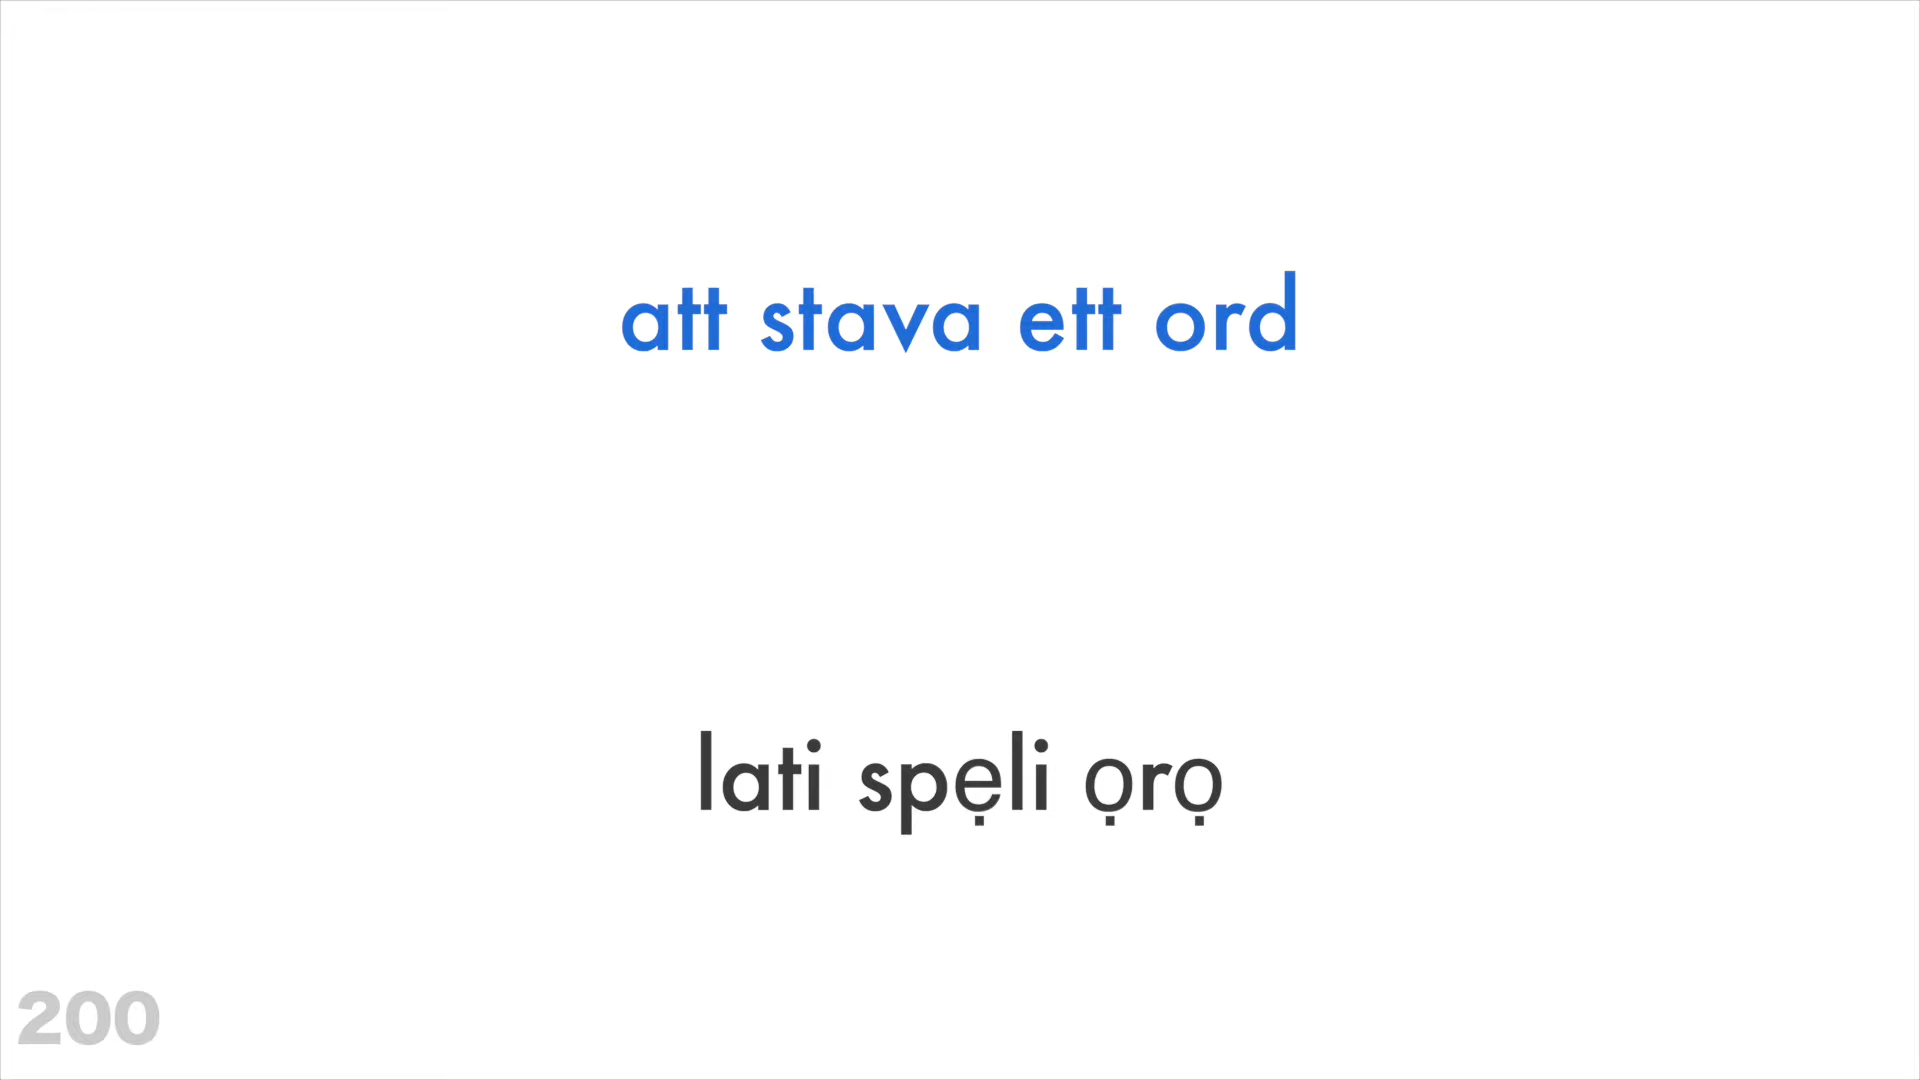 att stava ett ord
lati spẹli ọrọ
200